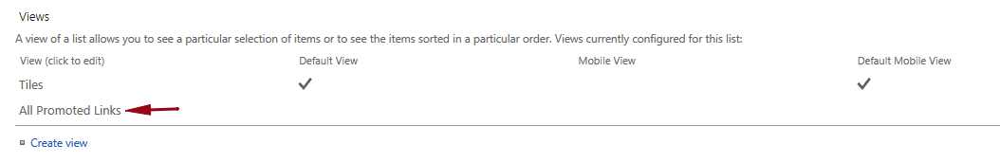 Views
A view of a list allows you to see a particular selection of items or to see the items sorted in a particular order. Views currently configured for this list:
View (click to edit) Default View Mobile View Default Mobile View
Tiles
All Promoted Links
Create view